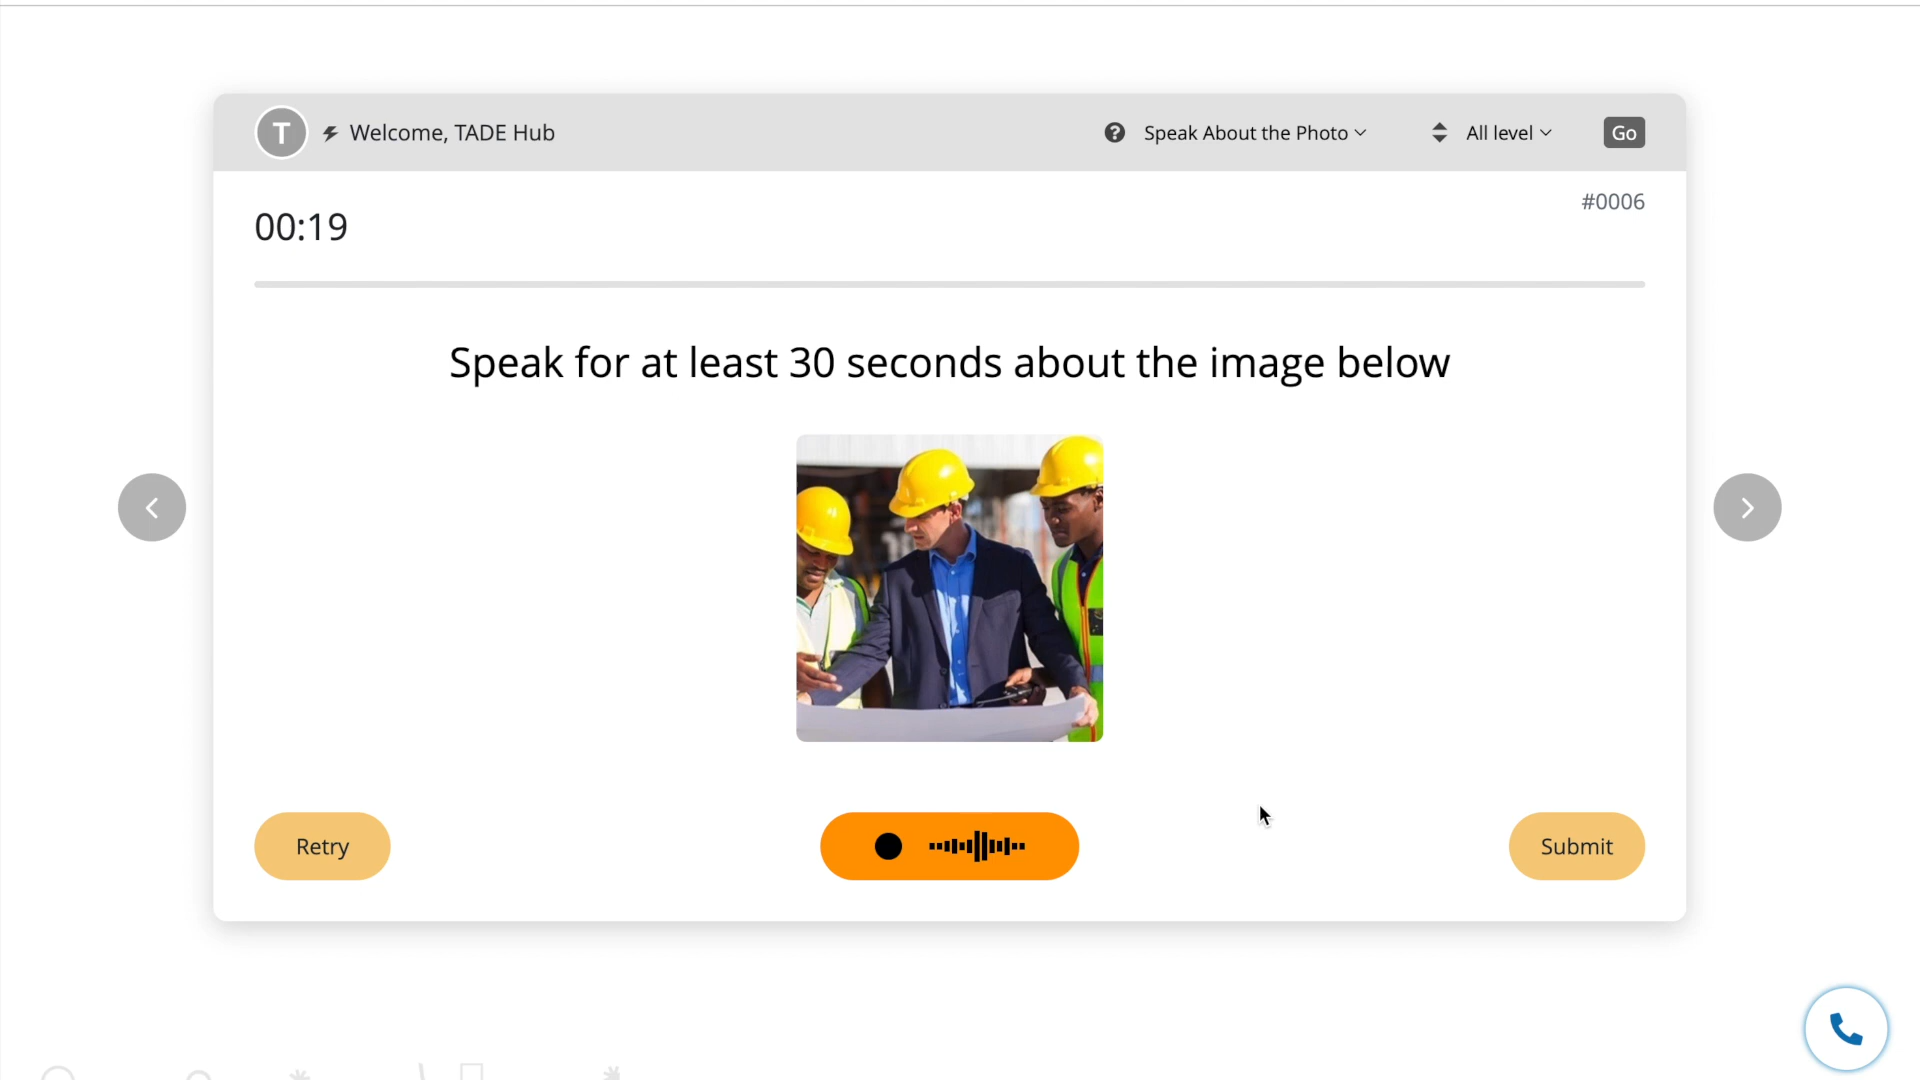 T
Welcome, TADE Hub
? Speak About the Photo
All level
Go
#0006
00:19
Speak for at least 30 seconds about the image below
Retry
Submit